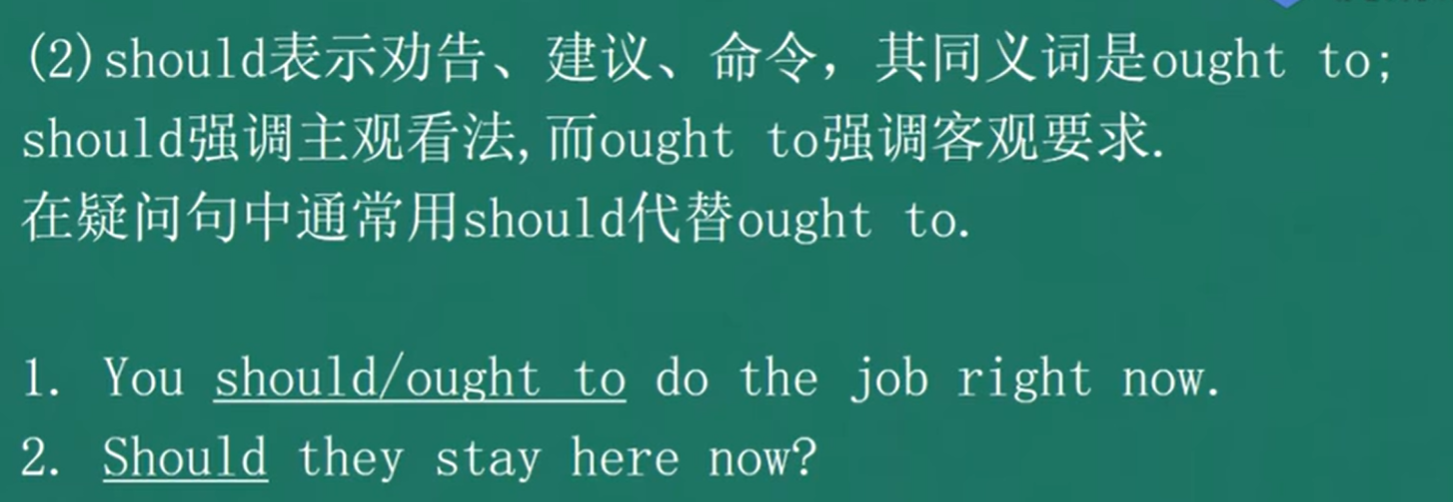 (2)should表示劝告、建议、命令，其同义词是ought to;
should强调主观看法,而ought to强调客观要求.
在疑问句中通常用should代替ought to.
1. You should/ought to do the job right now.
2. Should they stay here now?